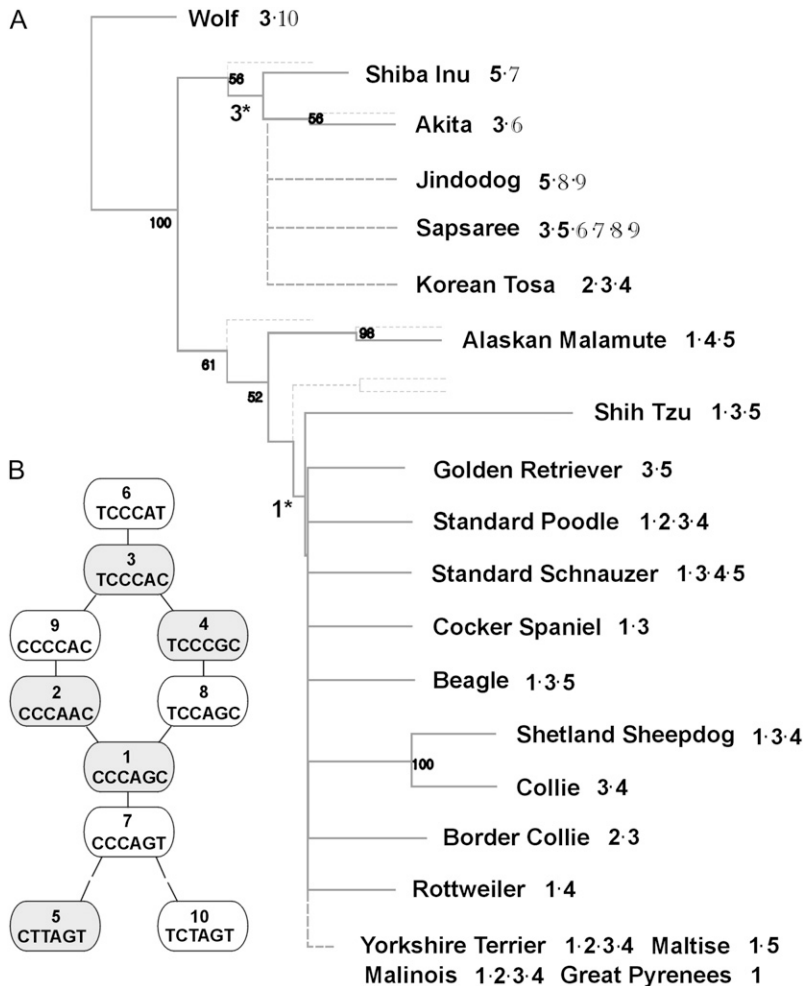 A
Wolf 3·10
56
Shiba Inu 5·7
3*
56
Akita 3·6
Jindodog 5·8·9
100
Sapsaree 3·5·6·7·8·9
Korean Tosa 2·3·4
98
Alaskan Malamute 1·4·5
61
52
Shih Tzu 1·3·5
Golden Retriever 3·5
1*
Standard Poodle 1·2·3·4
Standard Schnauzer 1·3·4·5
Cocker Spaniel 1·3
Beagle 1·3·5
Shetland Sheepdog 1·3·4
100
Collie 3·4
Border Collie 2·3
Rottweiler 1·4
Yorkshire Terrier 1·2·3·4 Maltise 1·5
Malinois 1·2·3·4 Great Pyrenees 1
B
6
TCCCAT
3
TCCCAC
9
CCCCAC
4
TCCCGC
2
CCCAAC
8
TCCAGC
1
CCCAGC
7
CCCAGT
5
CTTAGT
10
TCTAGT